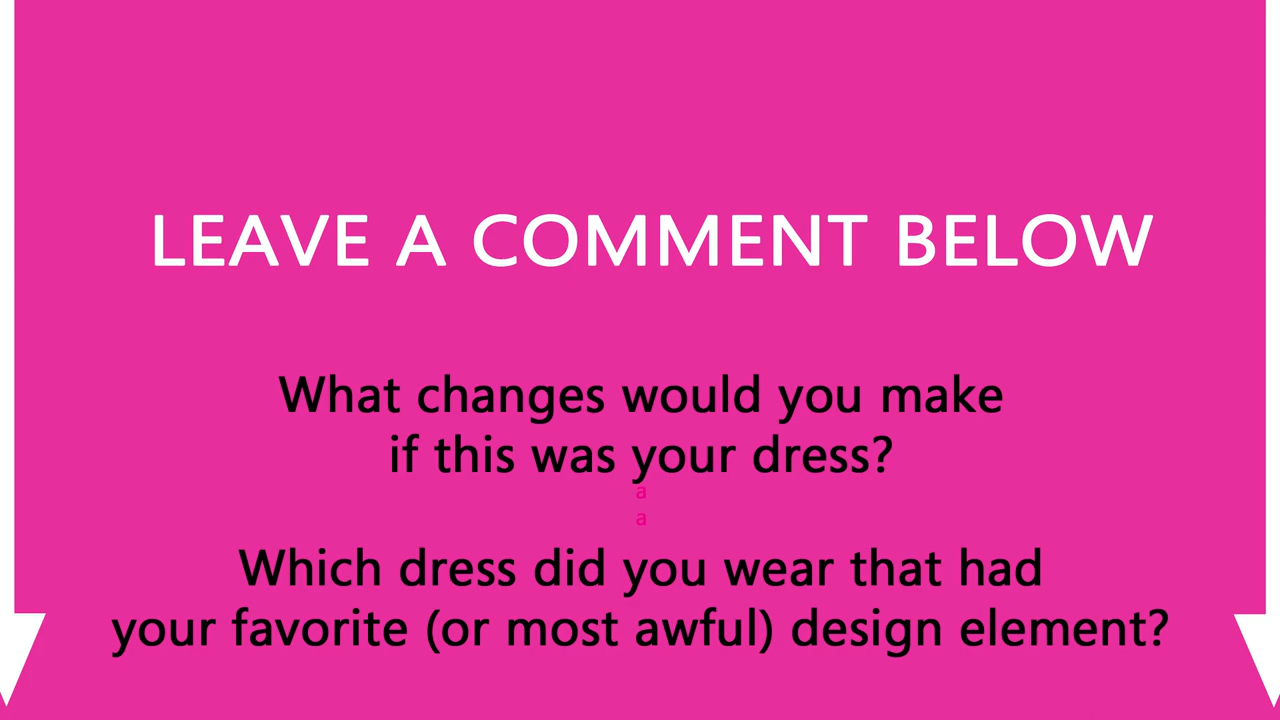 LEAVE A COMMENT BELOW
What changes would you make
if this was your dress?
a
a
Which dress did you wear that had
your favorite (or most awful) design element?